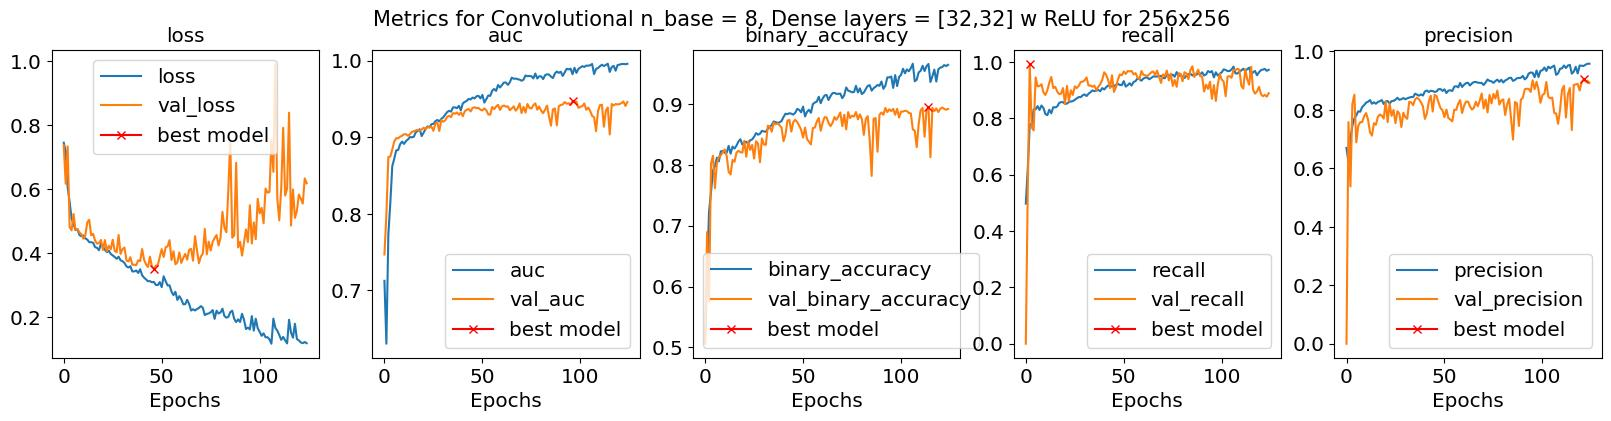 Metrics for Convolutional n_base = 8, Dense layers = [32,32] w ReLU for 256x256
loss
1.0
0.8
0.6
0.4
0.2
0
50
100
Epochs
loss
val_loss
best model
auc
1.0
0.9
0.8
0.7
0
50
100
Epochs
auc
val_auc
best model
binary_accuracy
0.9
0.8
0.7
0.6
0.5
0
50
100
Epochs
binary_accuracy
val_binary_accuracy
best model
recall
1.0
0.8
0.6
0.4
0.2
0.0
0
50
100
Epochs
recall
val_recall
best model
precision
1.0
0.8
0.6
0.4
0.2
0.0
0
50
100
Epochs
precision
val_precision
best model